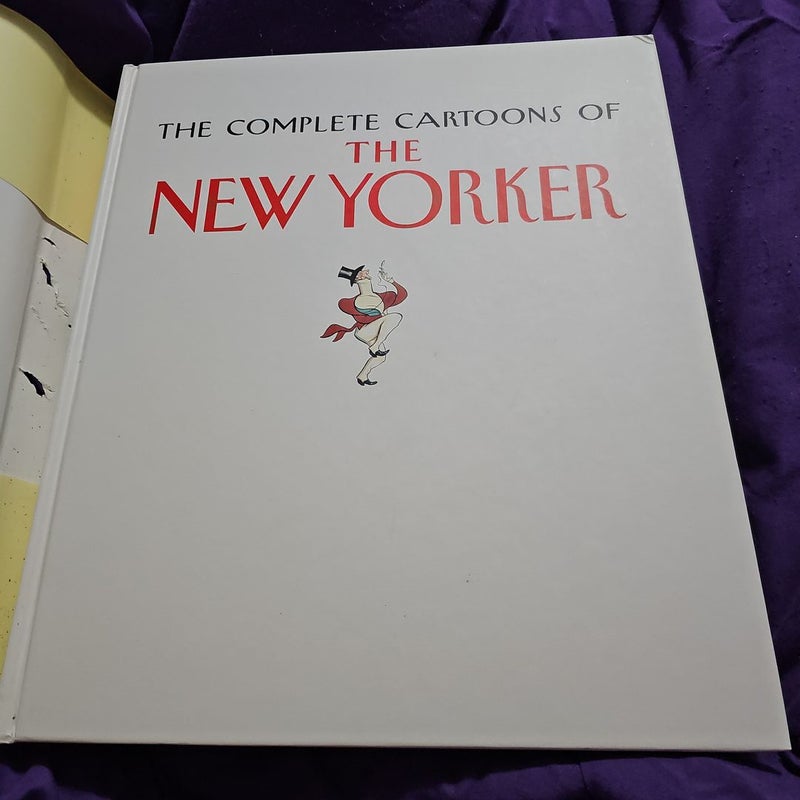 THE COMPLETE CARTOONS OF
THE
NEW YORKER